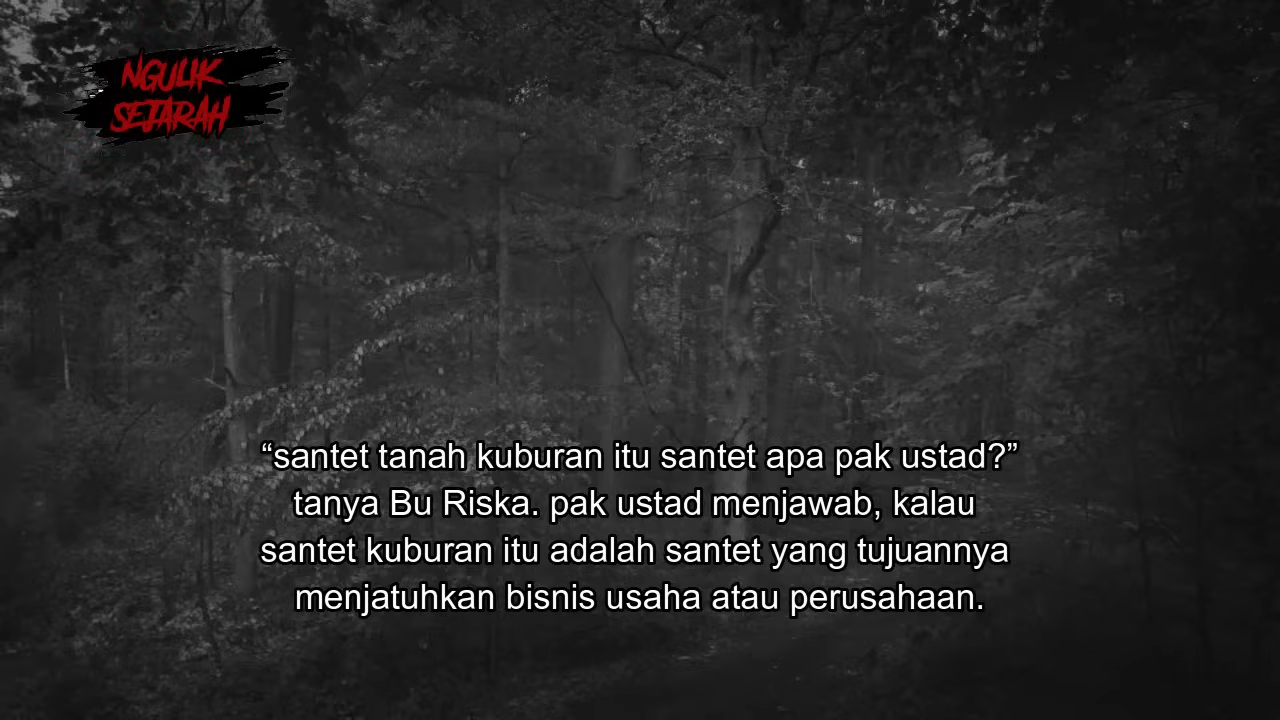 NGULIK
SEJARAH
“santet tanah kuburan itu santet apa pak ustad?”
tanya Bu Riska. pak ustad menjawab, kalau
santet kuburan itu adalah santet yang tujuannya
menjatuhkan bisnis usaha atau perusahaan.